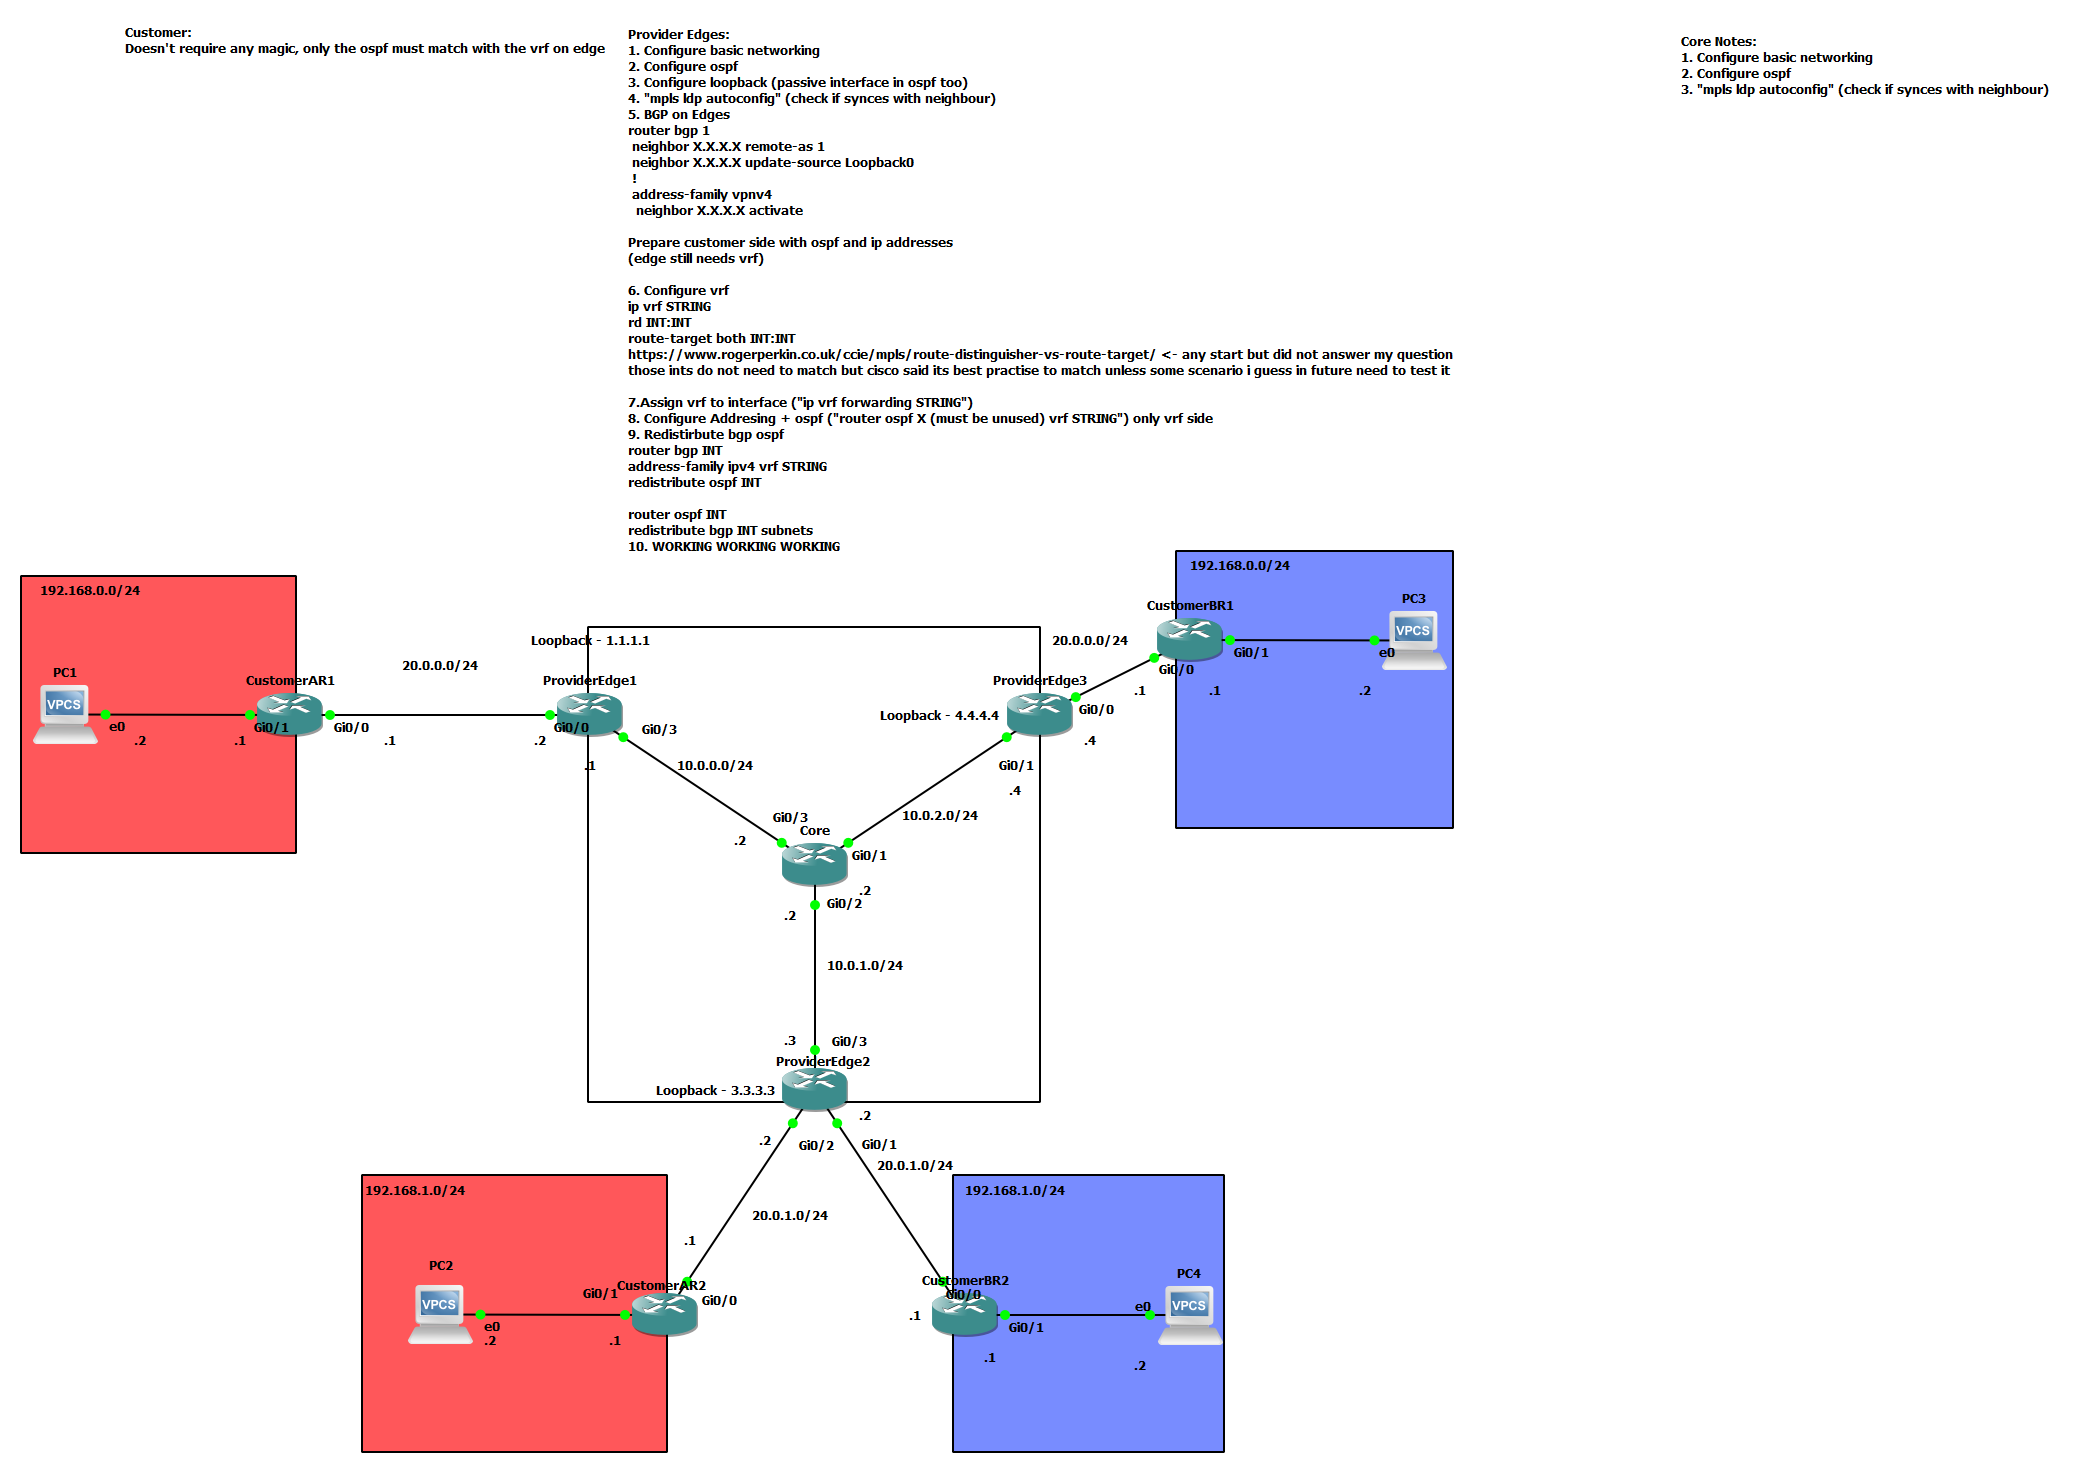 Customer:
Doesn't require any magic, only the ospf must match with the vrf on edge
Provider Edges:
1. Configure basic networking
2. Configure ospf
3. Configure loopback (passive interface in ospf too)
4. "mpls ldp autoconfig" (check if synces with neighbour)
5. BGP on Edges
router bgp 1
neighbor X.X.X.X remote-as 1
neighbor X.X.X.X update-source Loopback0
!
address-family vpnv4
neighbor X.X.X.X activate
Prepare customer side with ospf and ip addresses
(edge still needs vrf)
6. Configure vrf
ip vrf STRING
rd INT:INT
route-target both INT:INT
https://www.rogerperkin.co.uk/ccie/mpls/route-distinguisher-vs-route-target/ <- any start but did not answer my question
those ints do not need to match but cisco said its best practise to match unless some scenario i guess in future need to test it
7.Assign vrf to interface ("ip vrf forwarding STRING")
8. Configure Addresing + ospf ("router ospf X (must be unused) vrf STRING") only vrf side
9. Redistirbute bgp ospf
router bgp INT
address-family ipv4 vrf STRING
redistribute ospf INT
router ospf INT
redistribute bgp INT subnets
10. WORKING WORKING WORKING
Core Notes:
1. Configure basic networking
2. Configure ospf
3. "mpls ldp autoconfig" (check if synces with neighbour)
192.168.0.0/24
PC1
VPCS
e0
.2
.1
Gi0/1
CustomerAR1
Gi0/0
.1
20.0.0.0/24
.2
Gi0/0
Loopback - 1.1.1.1
ProviderEdge1
Gi0/3
.1
10.0.0.0/24
Gi0/3
.2
Core
Gi0/1
.2
Gi0/2
.2
10.0.2.0/24
Loopback - 4.4.4.4
ProviderEdge3
Gi0/1
.4
Gi0/0
.4
20.0.0.0/24
.1
Gi0/0
CustomerBR1
192.168.0.0/24
Gi0/1
.1
PC3
VPCS
e0
.2
10.0.1.0/24
.3
Gi0/3
ProviderEdge2
Loopback - 3.3.3.3
.2
Gi0/2
.2
Gi0/1
20.0.1.0/24
20.0.1.0/24
192.168.1.0/24
PC2
VPCS
e0
.2
Gi0/1
.1
CustomerAR2
Gi0/0
.1
192.168.1.0/24
CustomerBR2
Gi0/0
.1
Gi0/1
.1
PC4
VPCS
e0
.2